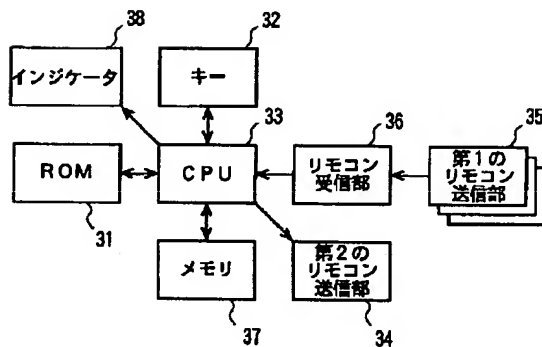 38
32
インジケータ
キー
33
36
35
ROM
CPU
リモコン
受信部
第1の
リモコン
送信部
31
メモリ
第2の
リモコン
送信部
37
34